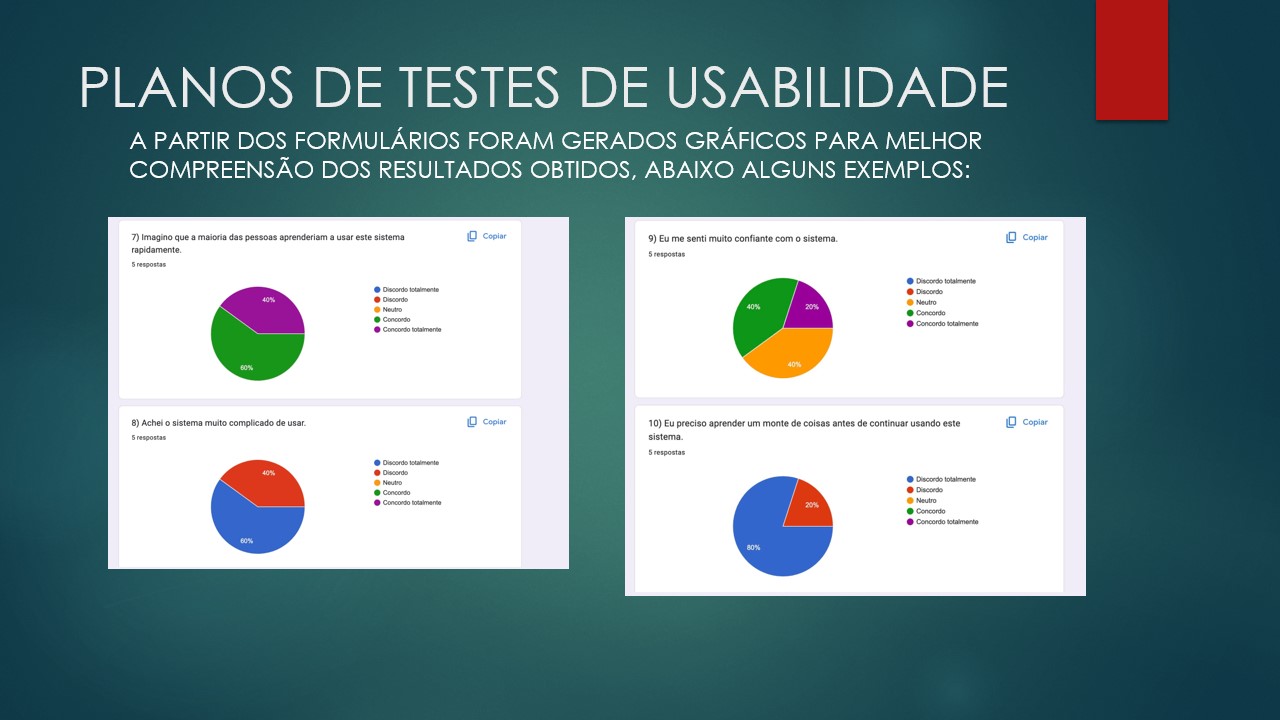 PLANOS DE TESTES DE USABILIDADE
A PARTIR DOS FORMULÁRIOS FORAM GERADOS GRÁFICOS PARA MELHOR
COMPREENSÃO DOS RESULTADOS OBTIDOS, ABAIXO ALGUNS EXEMPLOS:
7) Imagino que a maioria das pessoas aprenderiam a usar este sistema
rapidamente.
Copiar
5 respostas
40%
60%
Discordo totalmente
Discordo
Neutro
Concordo
Concordo totalmente
8) Achei o sistema muito complicado de usar.
Copiar
5 respostas
40%
60%
Discordo totalmente
Discordo
Neutro
Concordo
Concordo totalmente
9) Eu me senti muito confiante com o sistema.
Copiar
5 respostas
40%
20%
40%
Discordo totalmente
Discordo
Neutro
Concordo
Concordo totalmente
10) Eu preciso aprender um monte de coisas antes de continuar usando este
sistema.
Copiar
5 respostas
20%
80%
Discordo totalmente
Discordo
Neutro
Concordo
Concordo totalmente